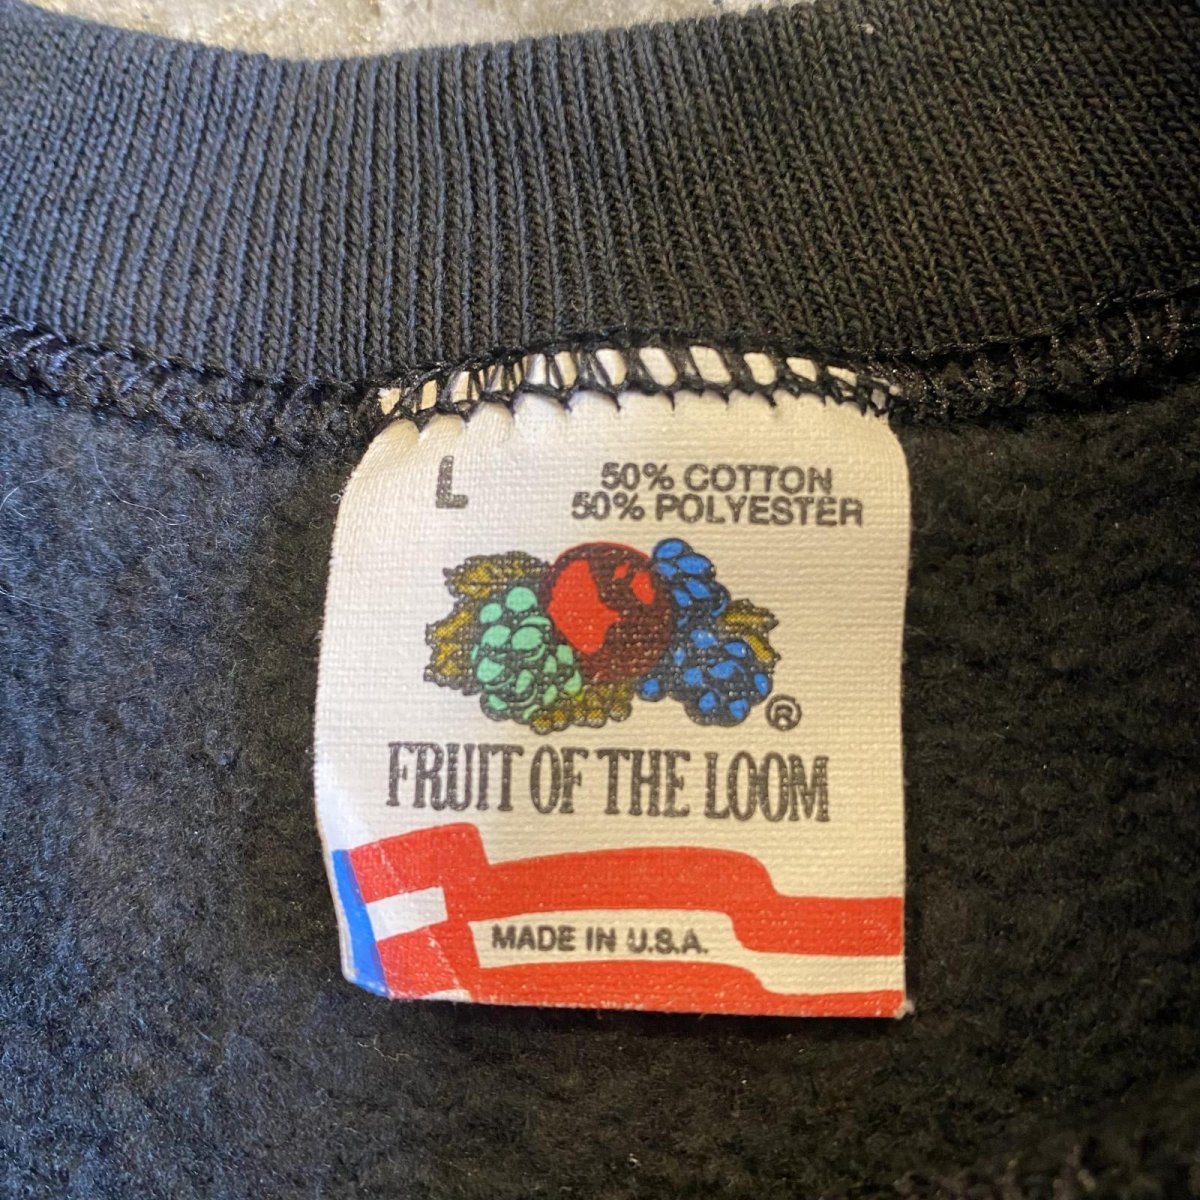 L
50% COTTON
50% POLYESTER
®
FRUIT OF THE LOOM
MADE IN U.S.A.